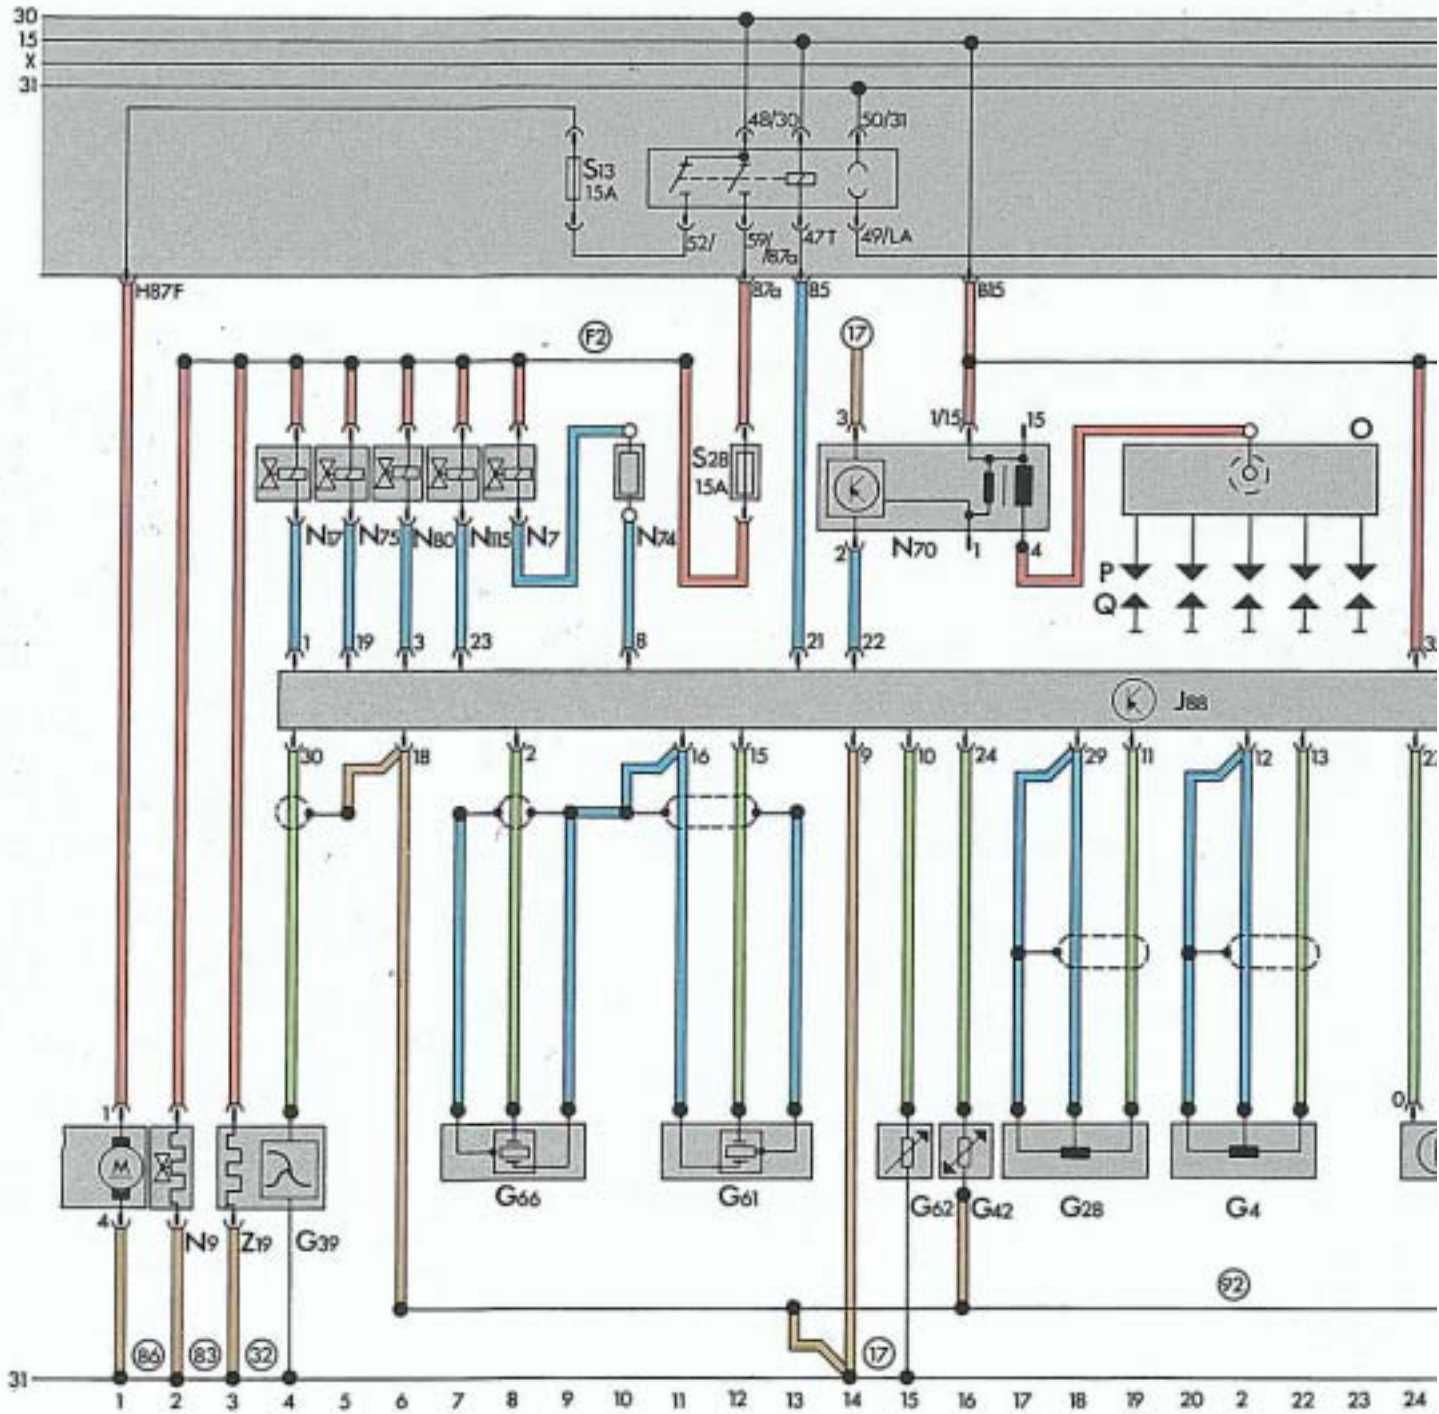 30
15
X
31
48/30 50/31
S13
15A
52/ 59/ 47T 49/LA
/87a
H87F 87a 85 B15
F2 17
3 1/15 15 O
S28
15A
N17 N75 N80 N115 N7 N74 2 N70 1 4 P
Q
1 19 3 23 8 21 22
J88
30 18 2 16 15 9 10 24 29 11 12 13
1 0
M
4 N9 Z19 G39 G66 G61 G62 G42 G28 G4
92
86 83 32 17
31
1 2 3 4 5 6 7 8 9 10 11 12 13 14 15 16 17 18 19 20 2 22 23 24